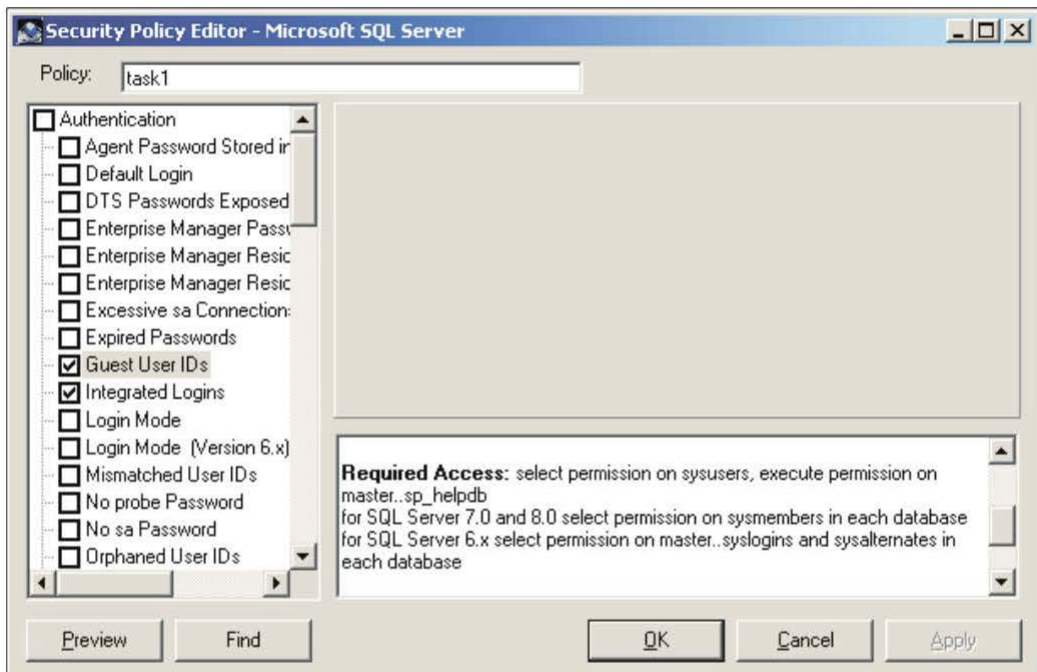 Security Policy Editor - Microsoft SQL Server
Policy: task1
Authentication
Agent Password Stored in
Default Login
DTS Passwords Exposed
Enterprise Manager Passw
Enterprise Manager Resid
Enterprise Manager Resid
Excessive sa Connections
Expired Passwords
Guest User IDs
Integrated Logins
Login Mode
Login Mode (Version 6.x)
Mismatched User IDs
No probe Password
No sa Password
Orphaned User IDs
Required Access: select permission on sysusers, execute permission on
master..sp_helpdb
for SQL Server 7.0 and 8.0 select permission on sysmembers in each database
for SQL Server 6.x select permission on master..syslogins and sysalternates in
each database
Preview
Find
OK
Cancel
Apply